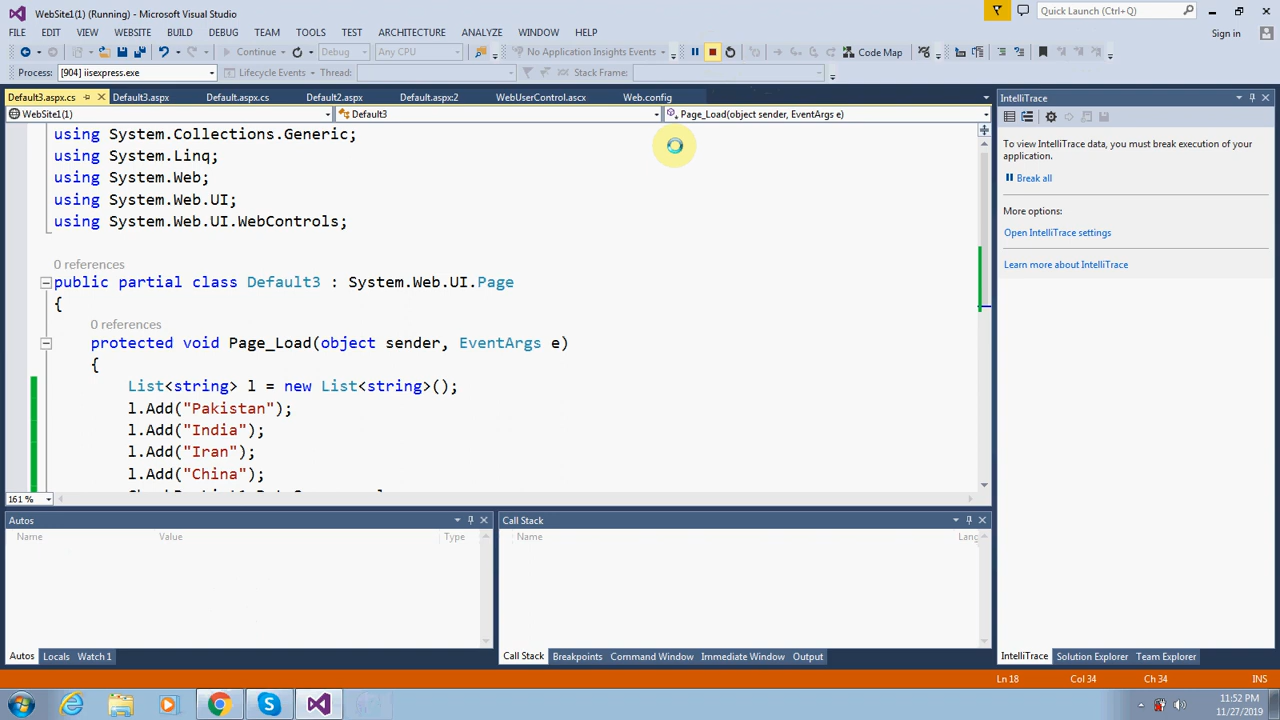 WebSite1(1) (Running) - Microsoft Visual Studio
Quick Launch (Ctrl+Q)
FILE EDIT VIEW WEBSITE BUILD DEBUG TEAM TOOLS TEST ARCHITECTURE ANALYZE WINDOW HELP
Sign in
Continue Debug Any CPU No Application Insights Events Code Map
Process: [904] iisexpress.exe Lifecycle Events Thread: Stack Frame:
Default3.aspx.cs Default3.aspx Default.aspx.cs Default2.aspx Default.aspx:2 WebUserControl.ascx Web.config
WebSite1(1) Default3 Page_Load(object sender, EventArgs e)
using System.Collections.Generic;
using System.Linq;
using System.Web;
using System.Web.UI;
using System.Web.UI.WebControls;
0 references
public partial class Default3 : System.Web.UI.Page
{
0 references
protected void Page_Load(object sender, EventArgs e)
{
List<string> l = new List<string>();
l.Add("Pakistan");
l.Add("India");
l.Add("Iran");
l.Add("China");
161 %
IntelliTrace
To view IntelliTrace data, you must break execution of your
application.
Break all
More options:
Open IntelliTrace settings
Learn more about IntelliTrace
Autos
Name Value Type
Call Stack
Name Lang
Autos Locals Watch 1
Call Stack Breakpoints Command Window Immediate Window Output
IntelliTrace Solution Explorer Team Explorer
Ln 18 Col 34 Ch 34 INS
11:52 PM
11/27/2019